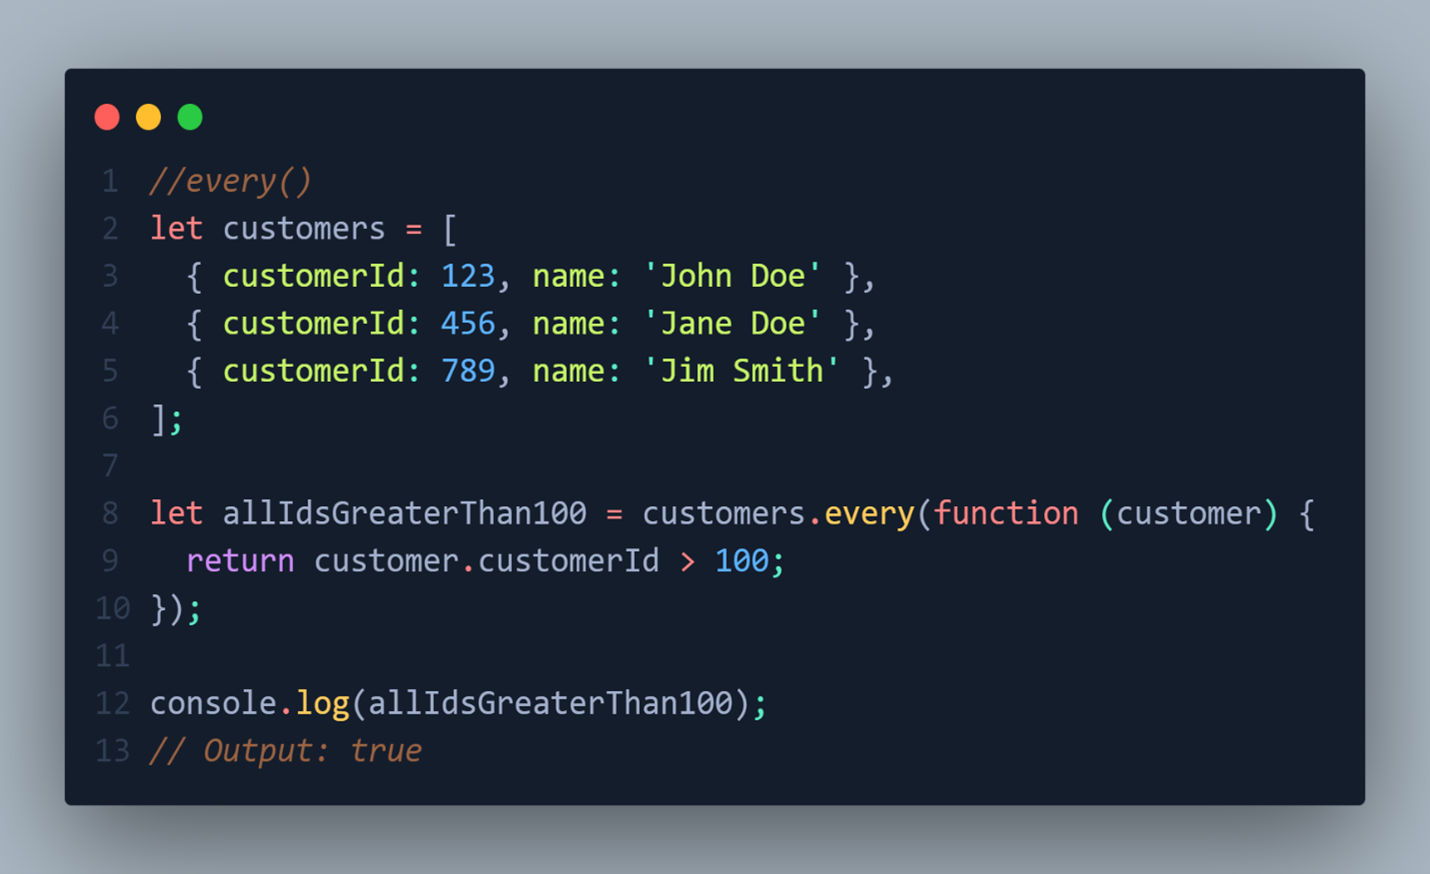 1 //every()
2 let customers = [
3   { customerId: 123, name: 'John Doe' },
4   { customerId: 456, name: 'Jane Doe' },
5   { customerId: 789, name: 'Jim Smith' },
6 ];
7
8 let allIdsGreaterThan100 = customers.every(function (customer) {
9   return customer.customerId > 100;
10 });
11
12 console.log(allIdsGreaterThan100);
13 // Output: true